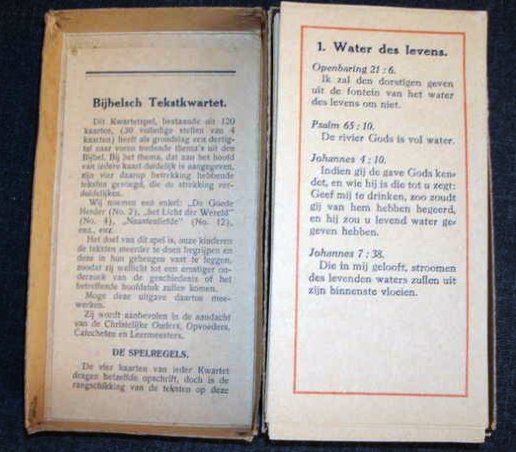 Bijbelsch Tekstkwartet.
Dit Kwartetspel, bestaande uit 120
kaarten, (30 volledige stellen van 4
kaarten) heeft als grondslag een dertig-
tal voren tredende thema's uit den
Bijbel. Bij het thema, dat aan het hoofd
van iedere kaart duidelijk is aangegeven,
zijn vier daarop betrekking hebbende
teksten gevoegd, die de strekking ver-
duidelijken.
Wij noemen een enkel: „De Goede
Herder (No. 2), „het Licht der Wereld"
(No. 4), „Naastenliefde" (No. 12),
enz., enz.
Het doel van dit spel is, onze kinderen
de teksten meerder te doen begrijpen en
deze in hun geheugen vast te leggen,
zoodat zij wellicht tot een ernstiger on-
derzoek van de geschiedenis of het
betreffende hoofdstuk zullen komen.
Moge deze uitgave daartoe mee-
werken.
Zij wordt aanbevolen in de aandacht
van de Christelijke Ouders, Opvoeders,
Catecheten en Leermeesters.
DE SPELREGELS.
De vier kaarten van ieder Kwartet
dragen hetzelfde opschrift, doch is de
rangschikking van de teksten op deze
1. Water des levens.
Openbaring 21 : 6.
Ik zal den dorstigen geven
uit de fontein van het water
des levens om niet.
Psalm 65 : 10.
De rivier Gods is vol water.
Johannes 4 : 10.
Indien gij de gave Gods ken-
det, en wie hij is die tot u zegt:
Geef mij te drinken, zoo zoudt
gij van hem hebben begeerd,
en hij zou u levend water ge-
geven hebben.
Johannes 7 : 38.
Die in mij gelooft, stroomen
des levenden waters zullen uit
zijn binnenste vloeien.